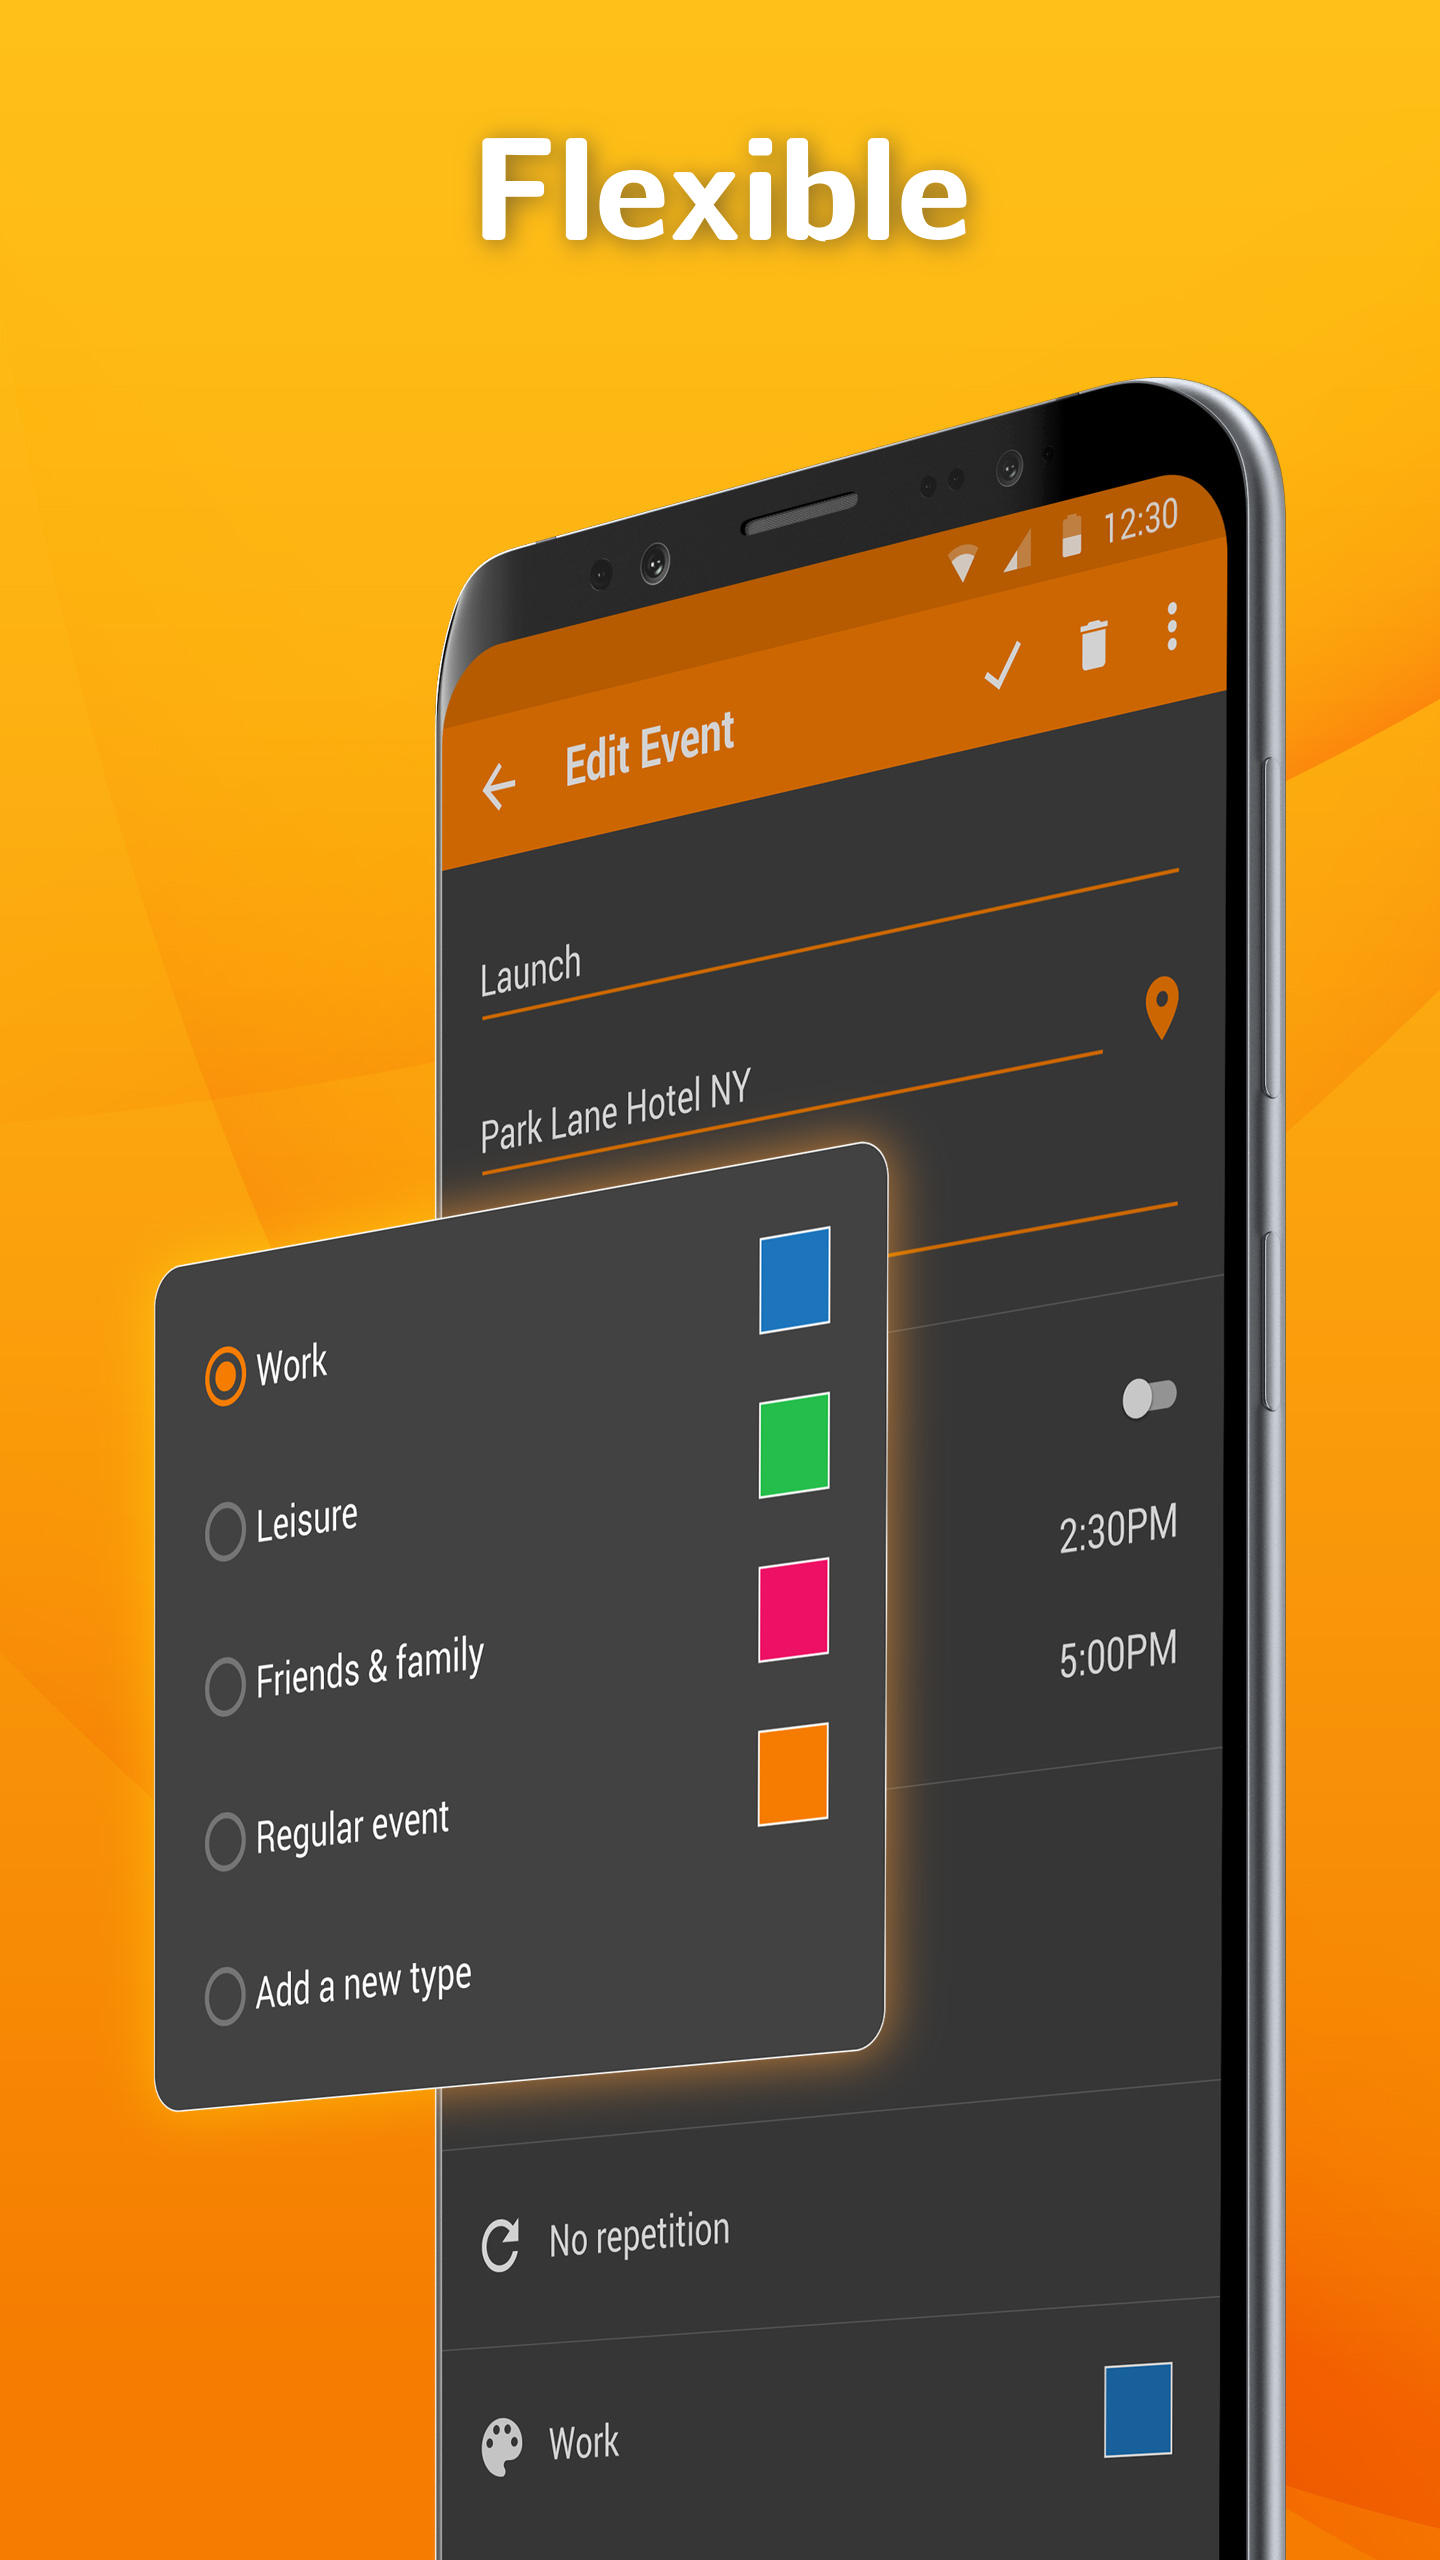 Flexible
12:30
Edit Event
Launch
Park Lane Hotel NY
Work
Leisure
Friends & family
Regular event
Add a new type
2:30PM
5:00PM
No repetition
Work